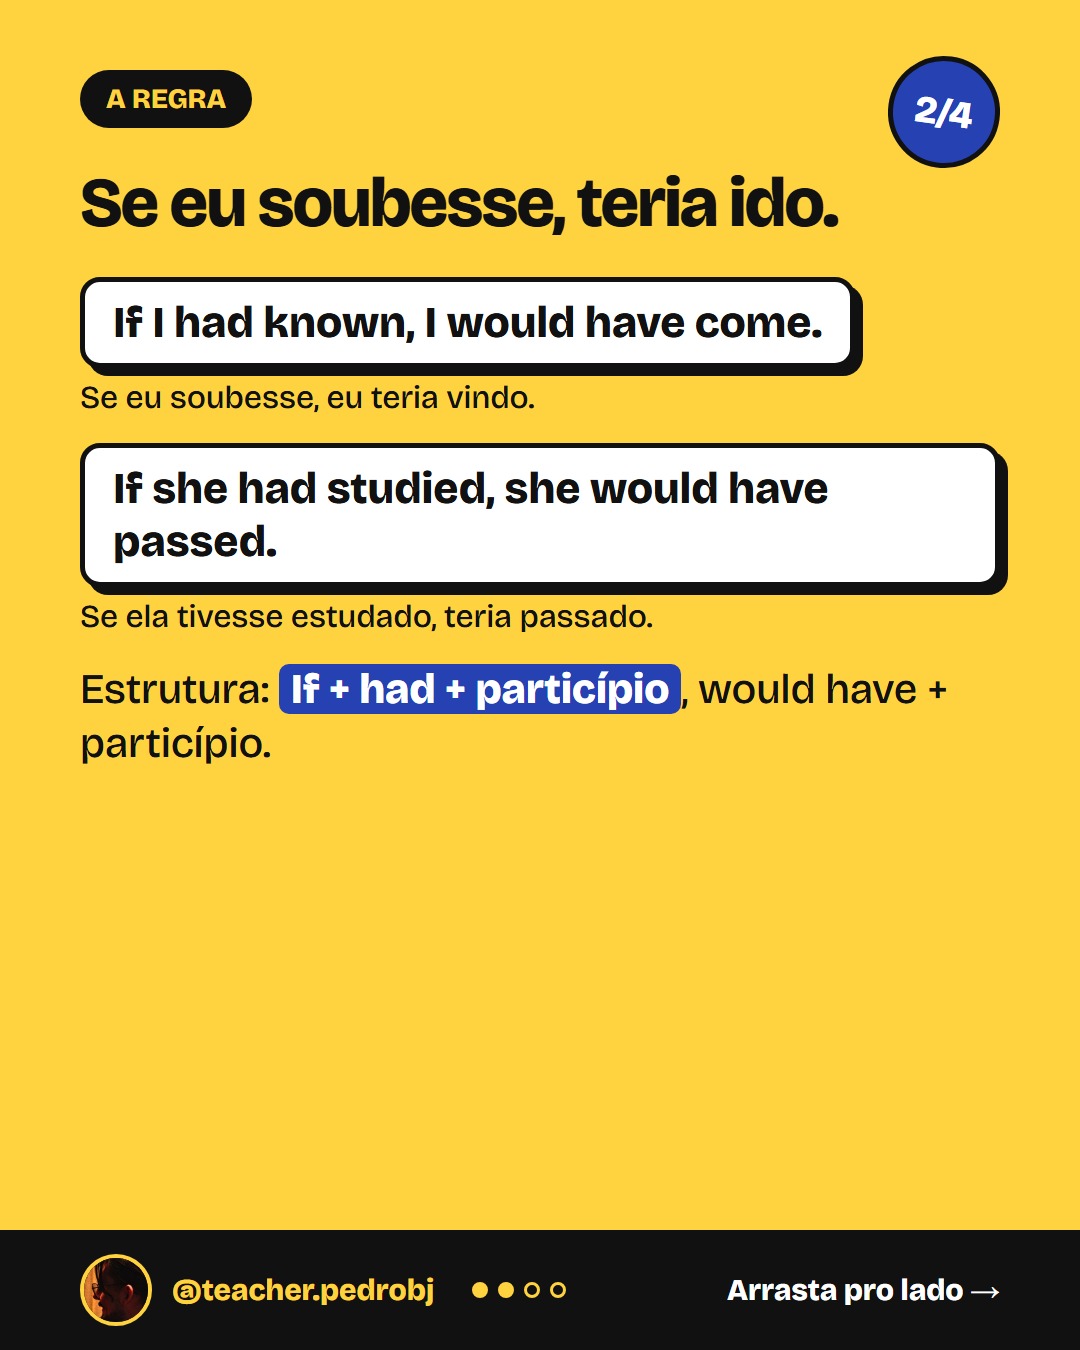 A REGRA
2/4
Se eu soubesse, teria ido.
If I had known, I would have come.
Se eu soubesse, eu teria vindo.
If she had studied, she would have
passed.
Se ela tivesse estudado, teria passado.
Estrutura: If + had + particípio, would have +
particípio.
@teacher.pedrobj
Arrasta pro lado →